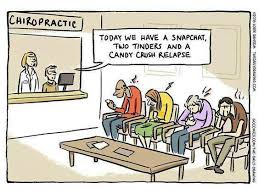 CHIROPRACTIC
TODAY WE HAVE A SNAPCHAT,
TWO TINDERS AND A
CANDY CRUSH RELAPSE